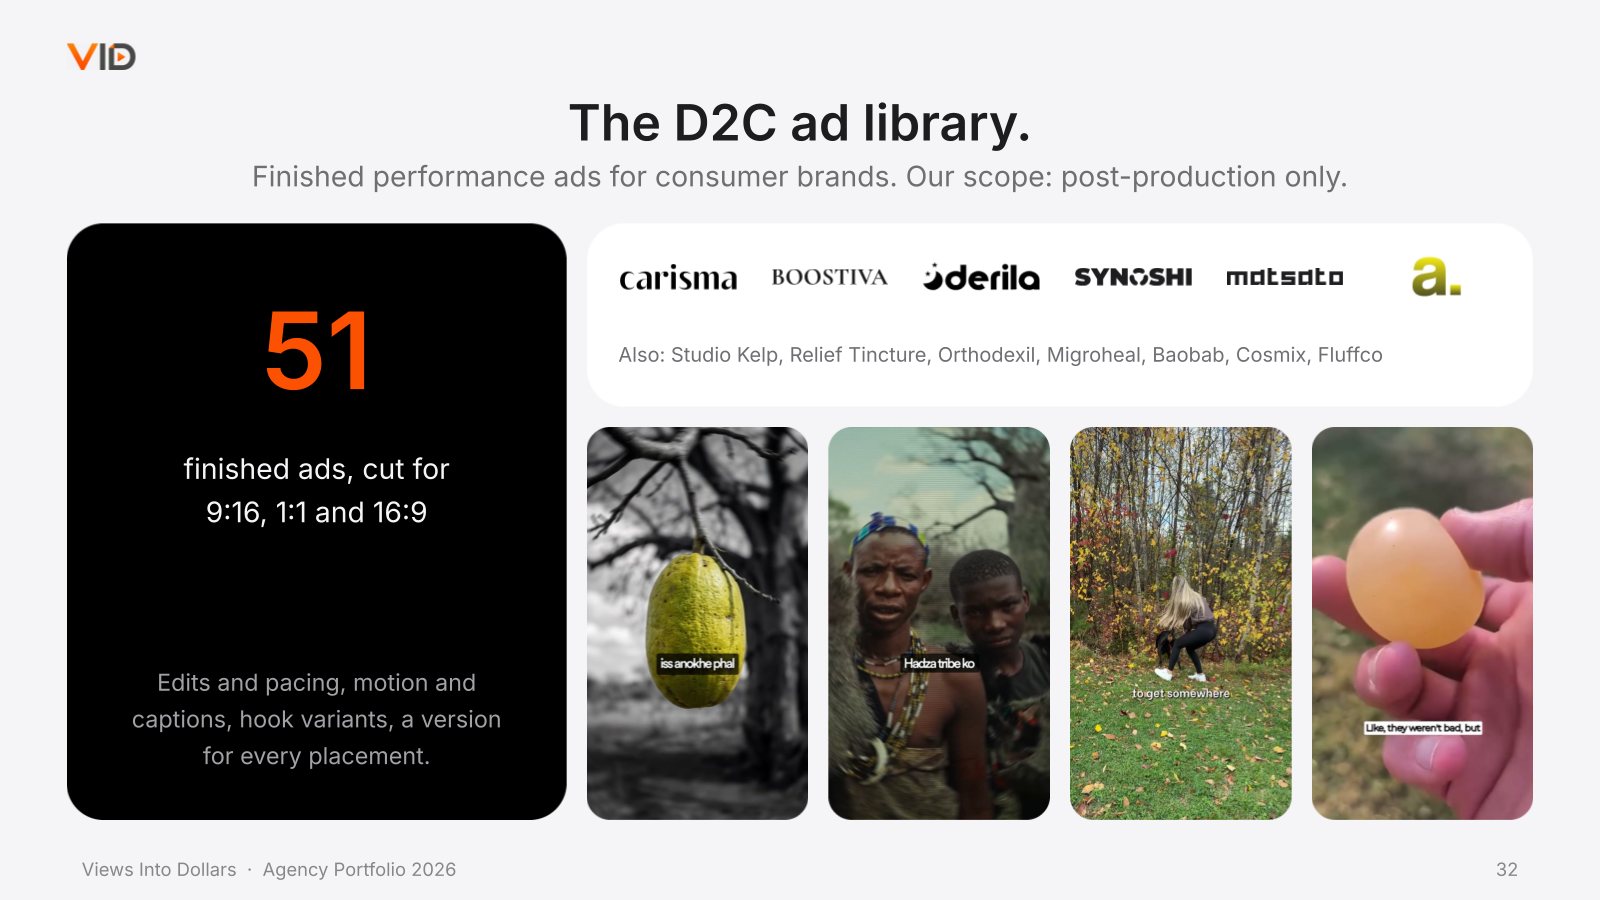 VID
The D2C ad library.
Finished performance ads for consumer brands. Our scope: post-production only.
51
finished ads, cut for
9:16, 1:1 and 16:9
Edits and pacing, motion and
captions, hook variants, a version
for every placement.
carisma BOOSTIVA derila SYNOSHI matsato a.
Also: Studio Kelp, Relief Tincture, Orthodexil, Migroheal, Baobab, Cosmix, Fluffco
iss anokhe phal
Hadza tribe ko
to get somewhere
Like, they weren't bad, but
Views Into Dollars · Agency Portfolio 2026
32